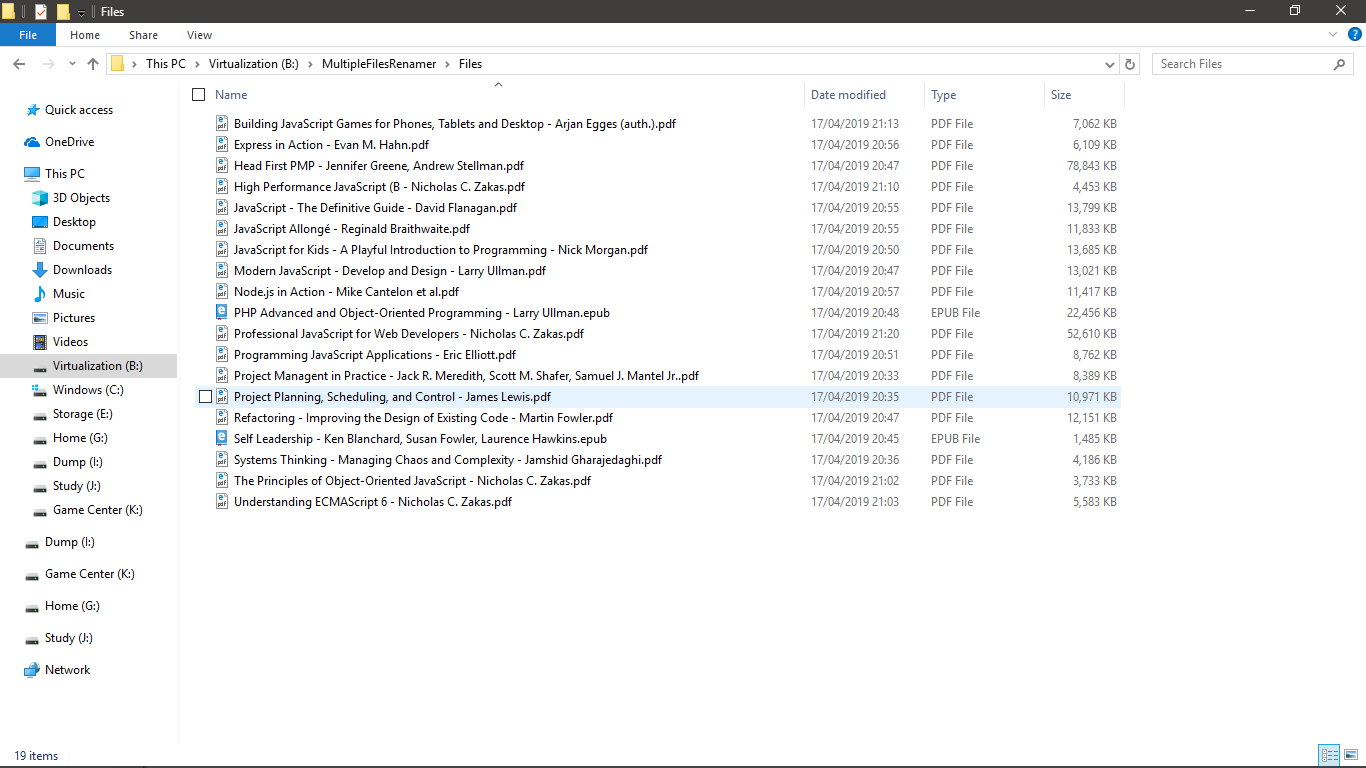 Files
File Home Share View
This PC Virtualization (B:) MultipleFilesRenamer Files Search Files
Quick access
OneDrive
This PC
3D Objects
Desktop
Documents
Downloads
Music
Pictures
Videos
Virtualization (B:)
Windows (C:)
Storage (E:)
Home (G:)
Dump (I:)
Study (J:)
Game Center (K:)
Dump (I:)
Game Center (K:)
Home (G:)
Study (J:)
Network
Name Date modified Type Size
Building JavaScript Games for Phones, Tablets and Desktop - Arjan Egges (auth.).pdf 17/04/2019 21:13 PDF File 7,062 KB
Express in Action - Evan M. Hahn.pdf 17/04/2019 20:56 PDF File 6,109 KB
Head First PMP - Jennifer Greene, Andrew Stellman.pdf 17/04/2019 20:47 PDF File 78,843 KB
High Performance JavaScript (B - Nicholas C. Zakas.pdf 17/04/2019 21:10 PDF File 4,453 KB
JavaScript - The Definitive Guide - David Flanagan.pdf 17/04/2019 20:55 PDF File 13,799 KB
JavaScript Allongé - Reginald Braithwaite.pdf 17/04/2019 20:55 PDF File 11,833 KB
JavaScript for Kids - A Playful Introduction to Programming - Nick Morgan.pdf 17/04/2019 20:50 PDF File 13,685 KB
Modern JavaScript - Develop and Design - Larry Ullman.pdf 17/04/2019 20:47 PDF File 13,021 KB
Node.js in Action - Mike Cantelon et al.pdf 17/04/2019 20:57 PDF File 11,417 KB
PHP Advanced and Object-Oriented Programming - Larry Ullman.epub 17/04/2019 20:48 EPUB File 22,456 KB
Professional JavaScript for Web Developers - Nicholas C. Zakas.pdf 17/04/2019 21:20 PDF File 52,610 KB
Programming JavaScript Applications - Eric Elliott.pdf 17/04/2019 20:51 PDF File 8,762 KB
Project Managent in Practice - Jack R. Meredith, Scott M. Shafer, Samuel J. Mantel Jr..pdf 17/04/2019 20:33 PDF File 8,389 KB
Project Planning, Scheduling, and Control - James Lewis.pdf 17/04/2019 20:35 PDF File 10,971 KB
Refactoring - Improving the Design of Existing Code - Martin Fowler.pdf 17/04/2019 20:47 PDF File 12,151 KB
Self Leadership - Ken Blanchard, Susan Fowler, Laurence Hawkins.epub 17/04/2019 20:45 EPUB File 1,485 KB
Systems Thinking - Managing Chaos and Complexity - Jamshid Gharajedaghi.pdf 17/04/2019 20:36 PDF File 4,186 KB
The Principles of Object-Oriented JavaScript - Nicholas C. Zakas.pdf 17/04/2019 21:02 PDF File 3,733 KB
Understanding ECMAScript 6 - Nicholas C. Zakas.pdf 17/04/2019 21:03 PDF File 5,583 KB
19 items